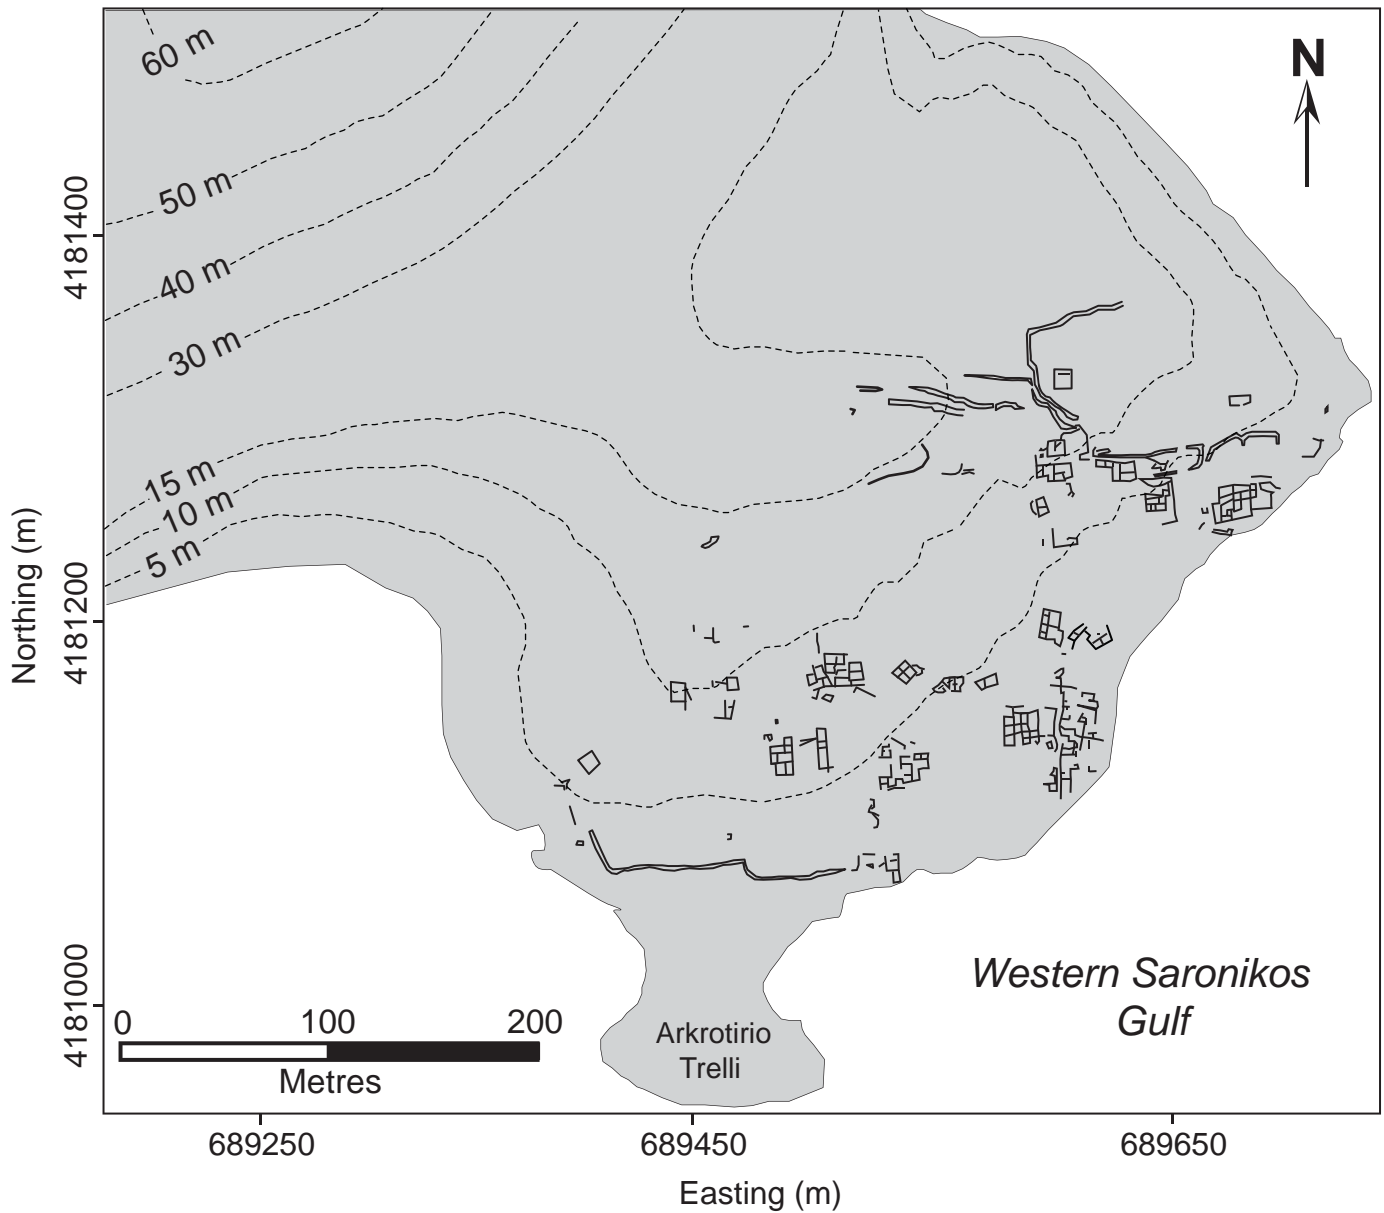 60 m
N
50 m
4181400
40 m
30 m
15 m
10 m
5 m
Northing (m)
4181200
Western Saronikos
Gulf
4181000
0 100 200
Metres
Arkrotirio
Trelli
689250 689450 689650
Easting (m)